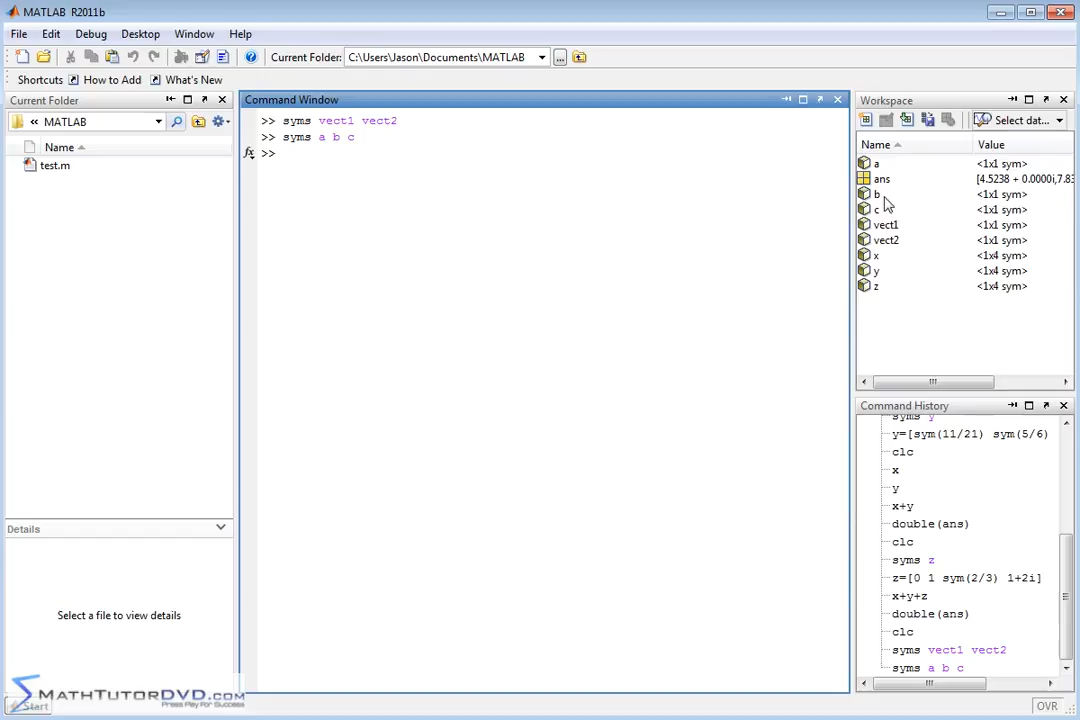 MATLAB R2011b
File Edit Debug Desktop Window Help
Current Folder: C:\Users\Jason\Documents\MATLAB ...
Shortcuts How to Add What's New
Current Folder
« MATLAB
Name
test.m
Details
Select a file to view details
Start
MATHTUTORDVD.COM
Press Play For Success
Command Window
>> syms vect1 vect2
>> syms a b c
fx >>
Workspace
Select dat...
Name Value
a <1x1 sym>
ans [4.5238 + 0.0000i,7.83
b <1x1 sym>
c <1x1 sym>
vect1 <1x1 sym>
vect2 <1x1 sym>
x <1x4 sym>
y <1x4 sym>
z <1x4 sym>
Command History
syms y
y=[sym(11/21) sym(5/6)
clc
x
y
x+y
double(ans)
clc
syms z
z=[0 1 sym(2/3) 1+2i]
x+y+z
double(ans)
clc
syms vect1 vect2
syms a b c
OVR